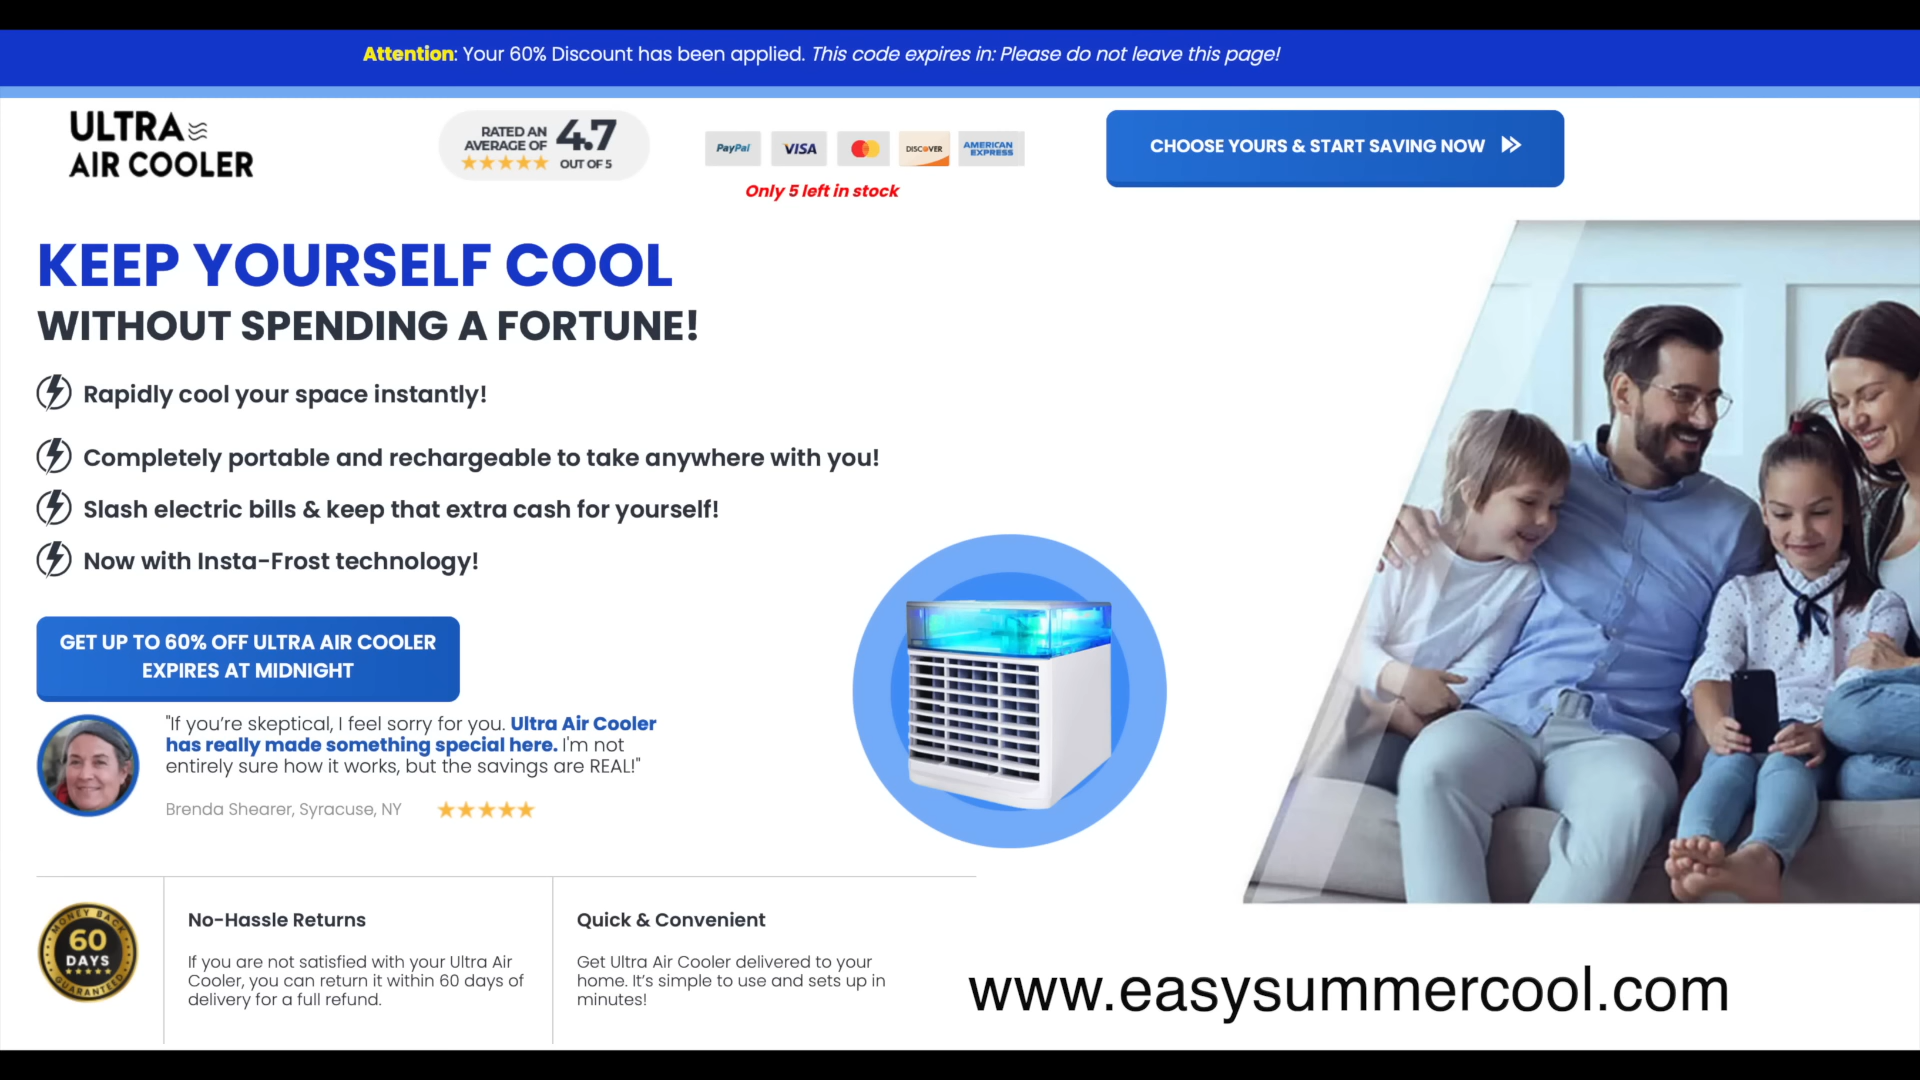 Attention: Your 60% Discount has been applied. This code expires in: Please do not leave this page!
ULTRA
AIR COOLER
RATED AN
AVERAGE OF
4.7
OUT OF 5
PayPal
VISA
DISCOVER
AMERICAN
EXPRESS
Only 5 left in stock
CHOOSE YOURS & START SAVING NOW
KEEP YOURSELF COOL
WITHOUT SPENDING A FORTUNE!
Rapidly cool your space instantly!
Completely portable and rechargeable to take anywhere with you!
Slash electric bills & keep that extra cash for yourself!
Now with Insta-Frost technology!
GET UP TO 60% OFF ULTRA AIR COOLER
EXPIRES AT MIDNIGHT
"If you’re skeptical, I feel sorry for you. Ultra Air Cooler
has really made something special here. I'm not
entirely sure how it works, but the savings are REAL!"
Brenda Shearer, Syracuse, NY
MONEY BACK
60
DAYS
GUARANTEED
No-Hassle Returns
If you are not satisfied with your Ultra Air
Cooler, you can return it within 60 days of
delivery for a full refund.
Quick & Convenient
Get Ultra Air Cooler delivered to your
home. It’s simple to use and sets up in
minutes!
www.easysummercool.com